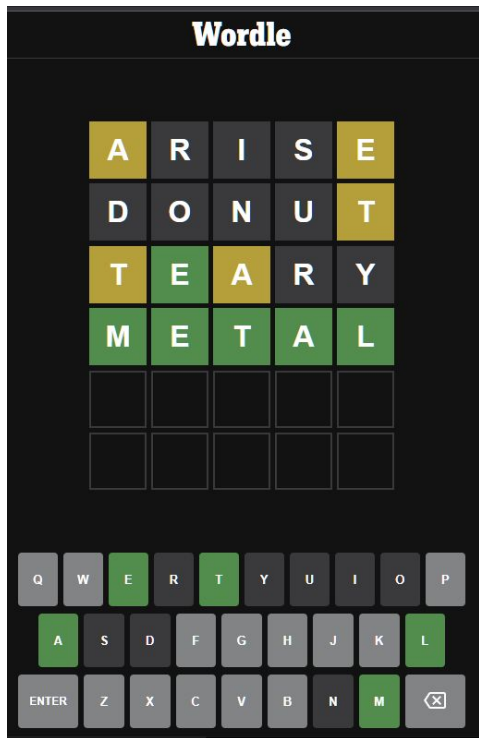 Wordle
A R I S E
D O N U T
T E A R Y
M E T A L
Q W E R T Y U I O P
A S D F G H J K L
ENTER Z X C V B N M